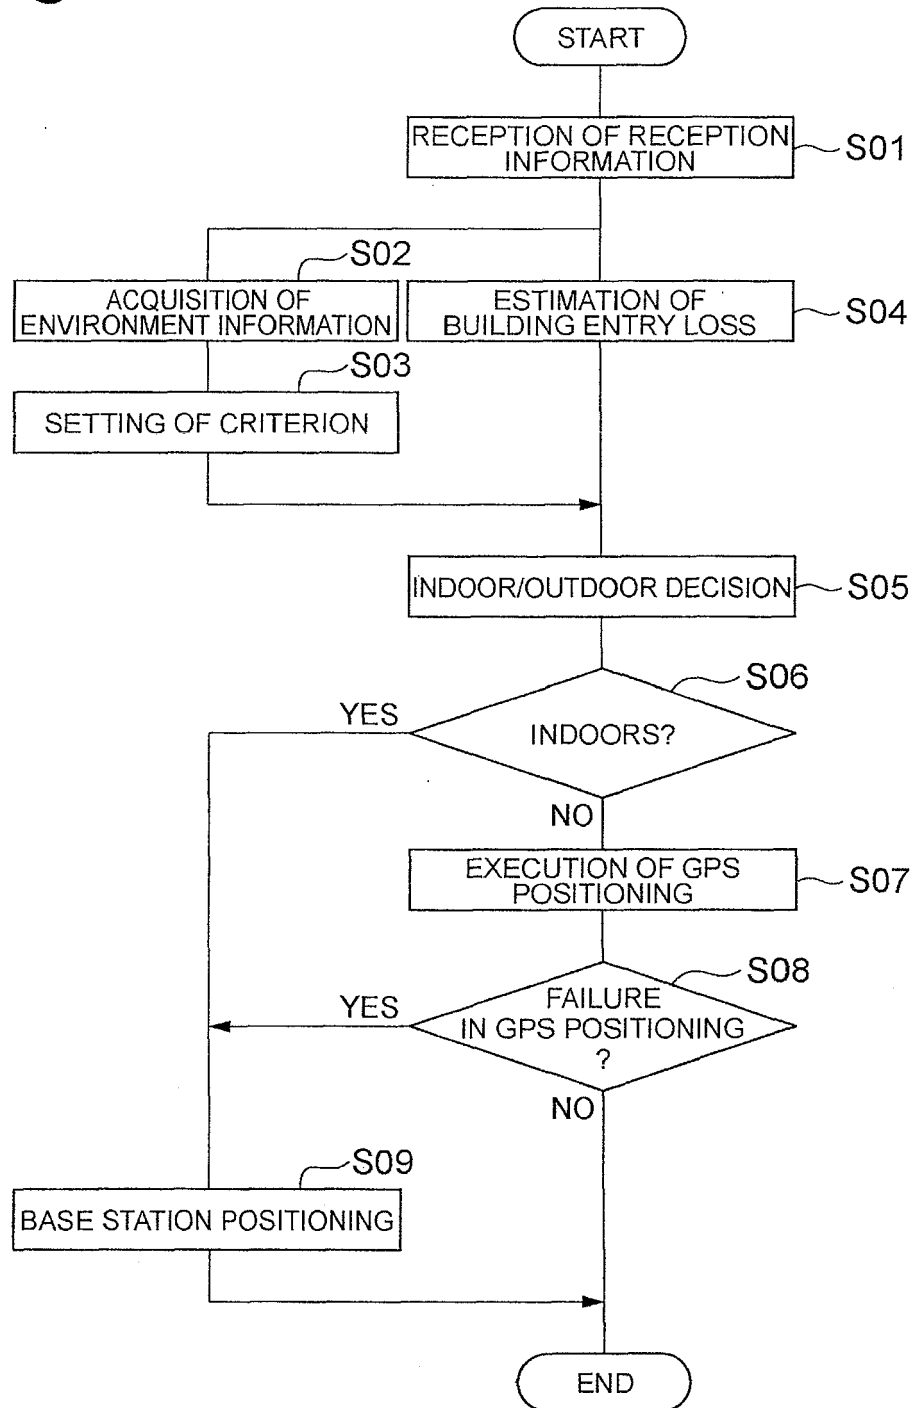 START
RECEPTION OF RECEPTION
INFORMATION
S01
S02
ACQUISITION OF
ENVIRONMENT INFORMATION
ESTIMATION OF
BUILDING ENTRY LOSS
S04
S03
SETTING OF CRITERION
INDOOR/OUTDOOR DECISION
S05
S06
YES
INDOORS?
NO
EXECUTION OF GPS
POSITIONING
S07
S08
YES
FAILURE
IN GPS POSITIONING
?
NO
S09
BASE STATION POSITIONING
END